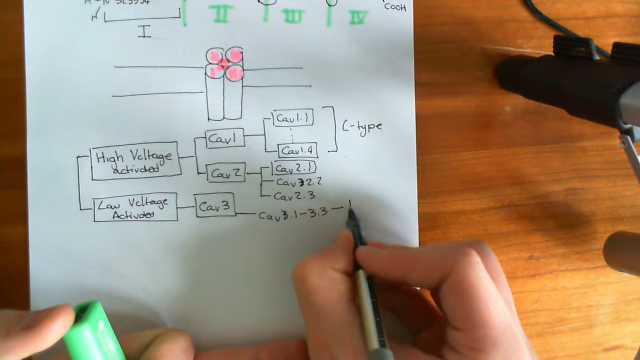 COOH
I
II
III
IV
Cav1.1
L-type
High Voltage
Activated
Cav1
Cav1.4
Cav2
Cav2.1
Cav2.2
Cav2.3
Low Voltage
Activated
Cav3
Cav3.1-3.3 —